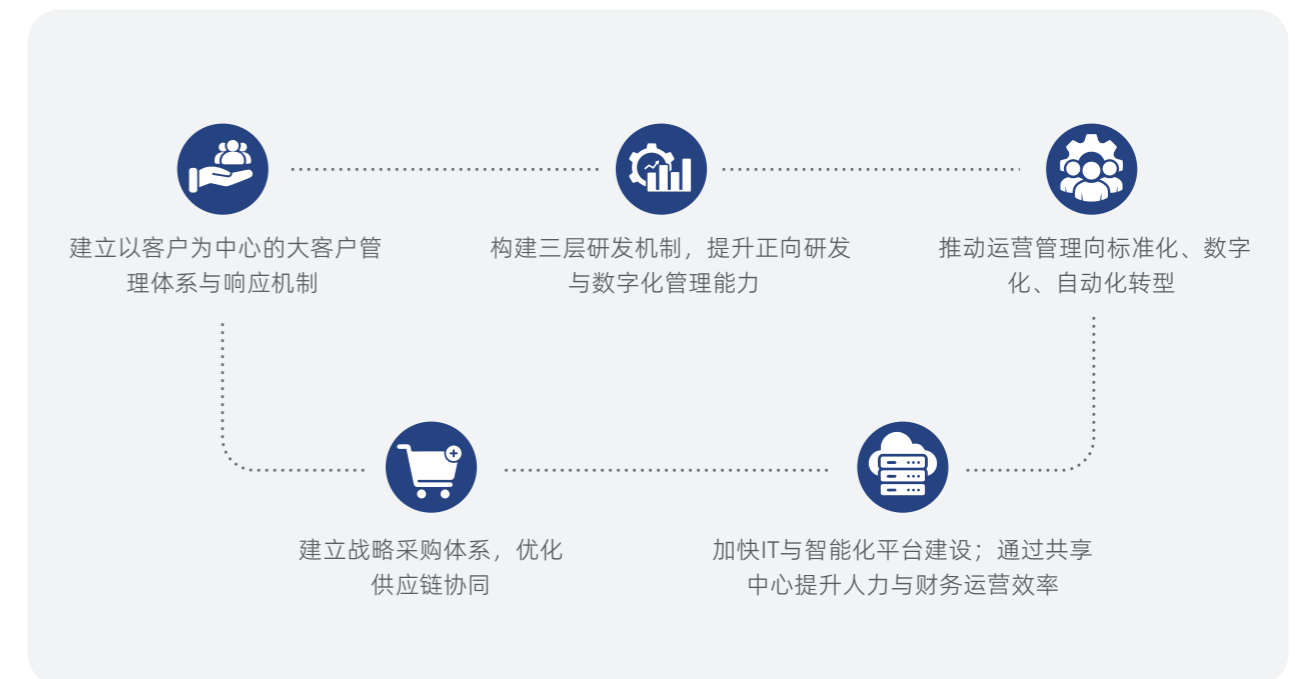 建立以客户为中心的大客户管
理体系与响应机制
构建三层研发机制，提升正向研发
与数字化管理能力
推动运营管理向标准化、数字
化、自动化转型
建立战略采购体系，优化
供应链协同
加快IT与智能化平台建设；通过共享
中心提升人力与财务运营效率